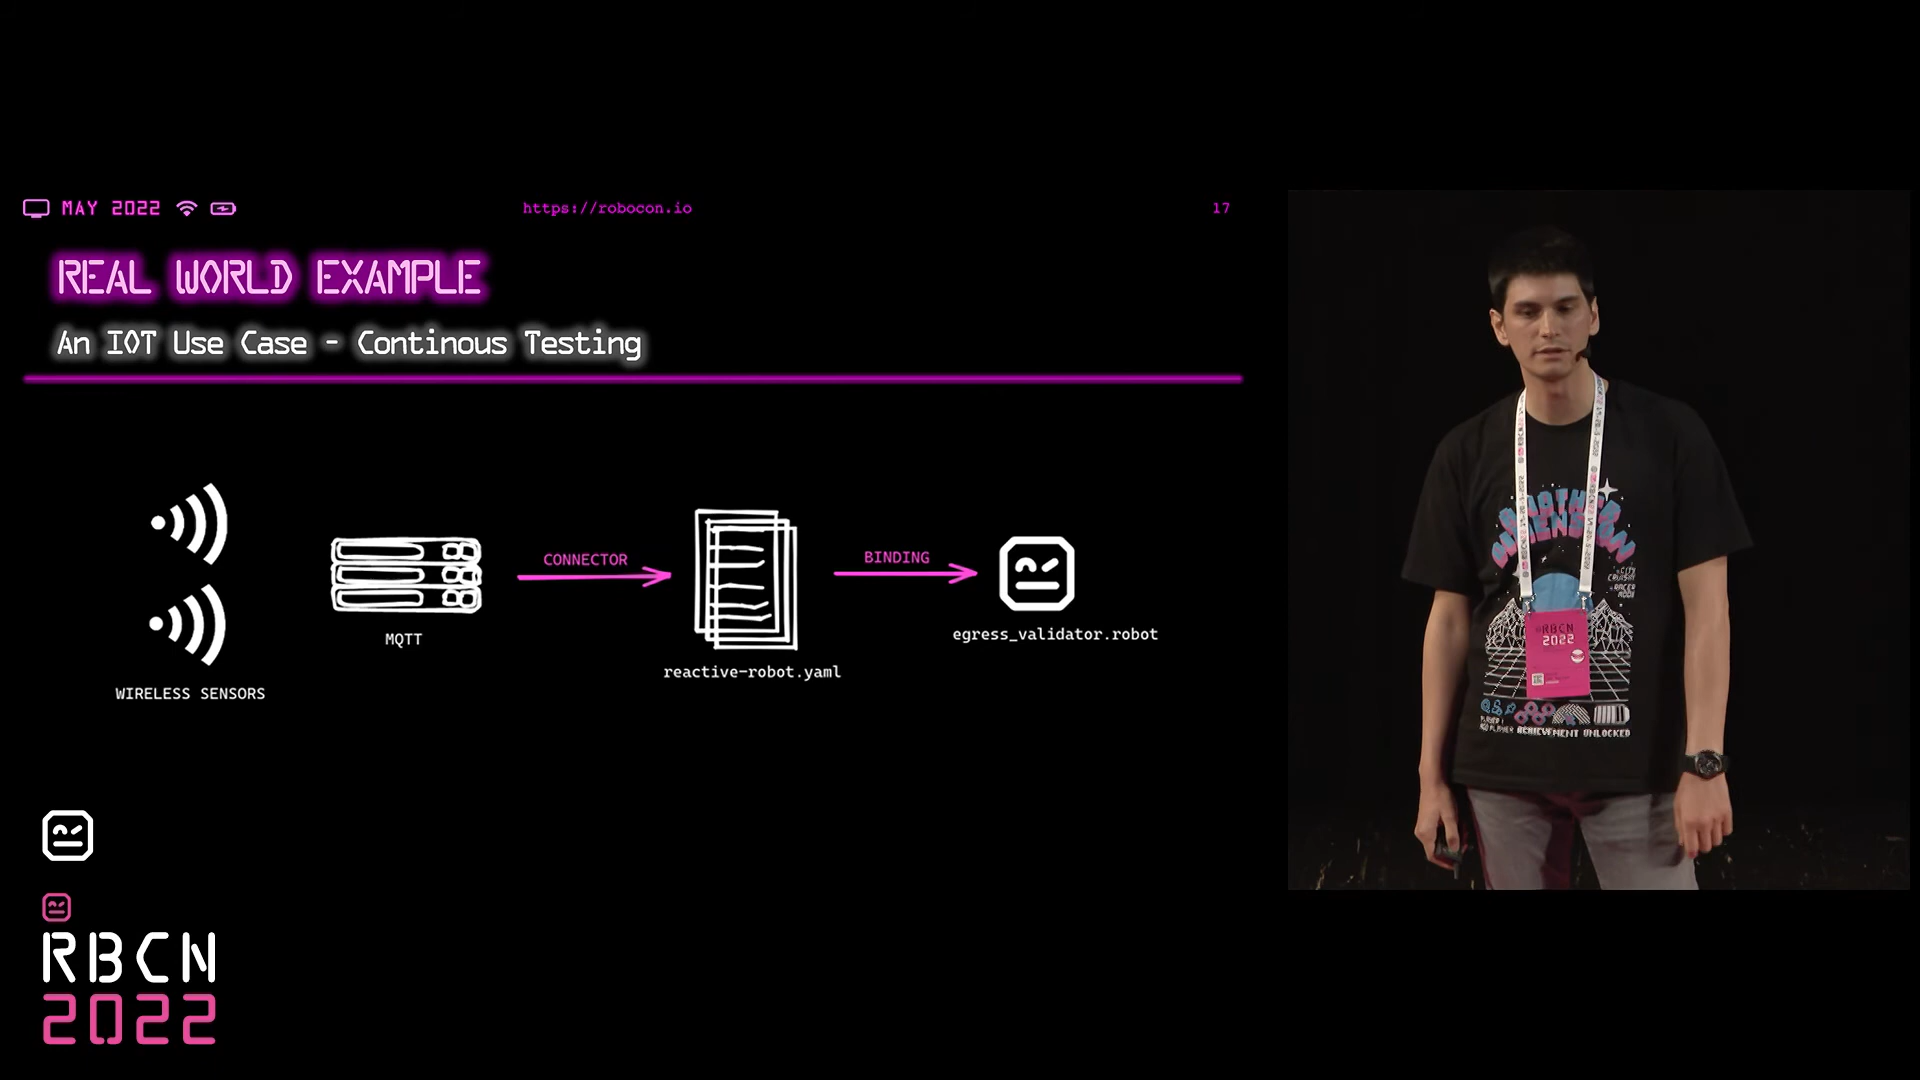 MAY 2022
https://robocon.io
17
REAL WORLD EXAMPLE
An IOT Use Case - Continous Testing
CONNECTOR
BINDING
MQTT
egress_validator.robot
reactive-robot.yaml
WIRELESS SENSORS
RBCN
2022
RBCN
2022
ACHIEVEMENT UNLOCKED